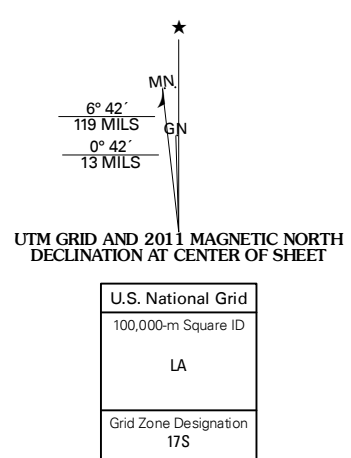 ★
MN.
6° 42´
119 MILS
GN
0° 42´
13 MILS
UTM GRID AND 2011 MAGNETIC NORTH
DECLINATION AT CENTER OF SHEET
U.S. National Grid
100,000-m Square ID
LA
Grid Zone Designation
17S